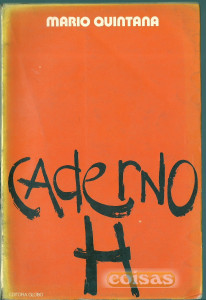 MARIO QUINTANA
CADERNO
H
coisas